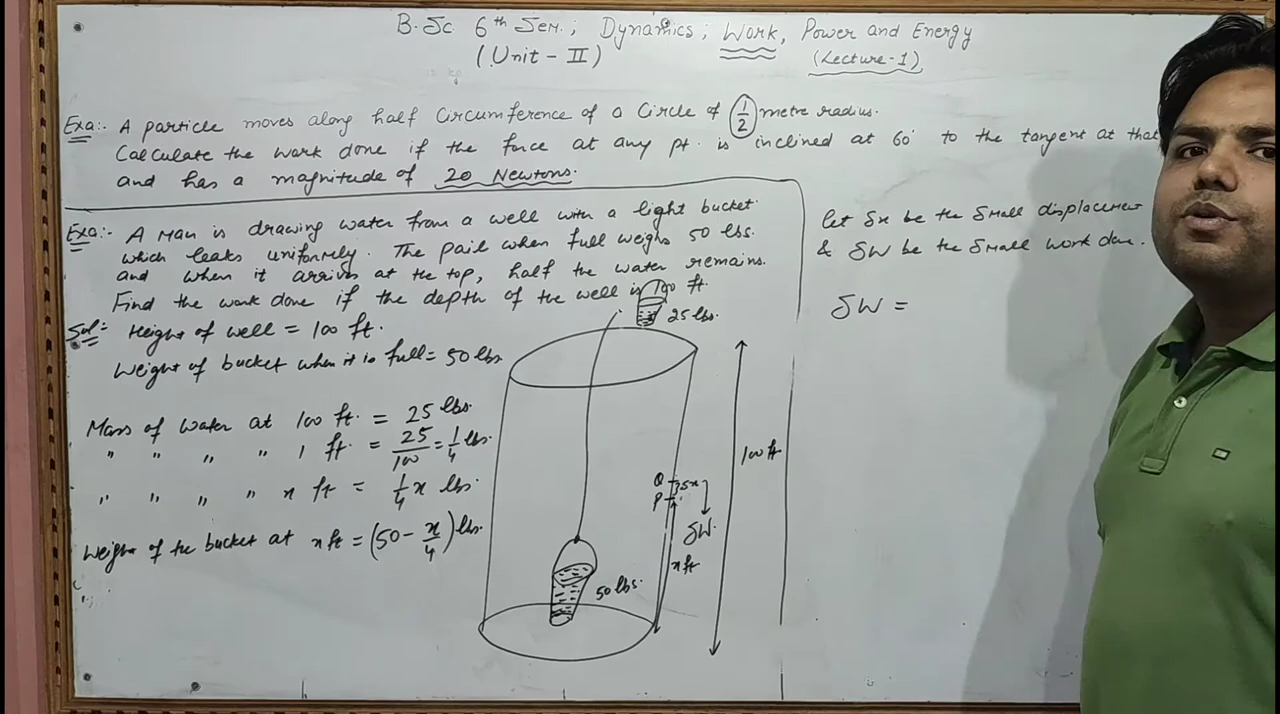 B.Sc 6th Sem.; Dynamics; Work, Power and Energy
(Unit-II) (Lecture-1)
Exa:- A particle moves along half circumference of a circle of 1/2 metre radius.
Calculate the work done if the force at any pt. is inclined at 60° to the tangent at that
and has a magnitude of 20 Newtons.
Exa:- A Man is drawing water from a well with a light bucket
which leaks uniformly. The pail when full weighs 50 lbs.
and when it arrives at the top, half the water remains.
Find the work done if the depth of the well is 100 ft.
Sol:- Height of well = 100 ft.
Weight of bucket when it is full = 50 lbs
Mass of water at 100 ft. = 25 lbs.
" " " " 1 ft = 25/100 = 1/4 lbs.
" " " " x ft = 1/4 x lbs.
Weight of the bucket at x ft = (50 - x/4) lbs.
25 lbs.
100 ft
Q δx
P
δW
x ft
50 lbs.
let δx be the small displacement
& δW be the small work done.
δW =